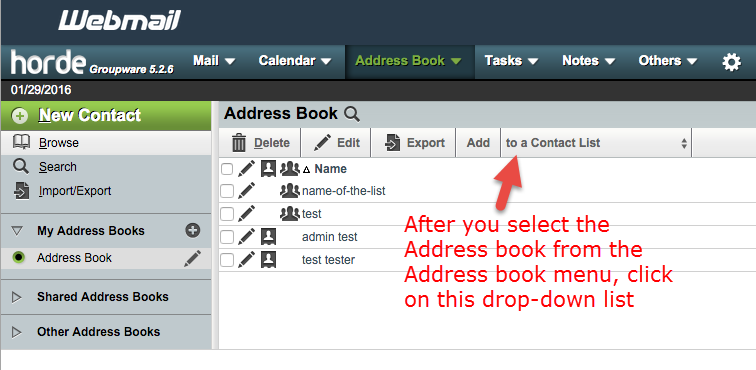 Webmail
horde Groupware 5.2.6 Mail Calendar Address Book Tasks Notes Others
01/29/2016
New Contact
Browse
Search
Import/Export
My Address Books
Address Book
Shared Address Books
Other Address Books
Address Book
Delete Edit Export Add to a Contact List
Name
name-of-the-list
test
admin test
test tester
After you select the
Address book from the
Address book menu, click
on this drop-down list